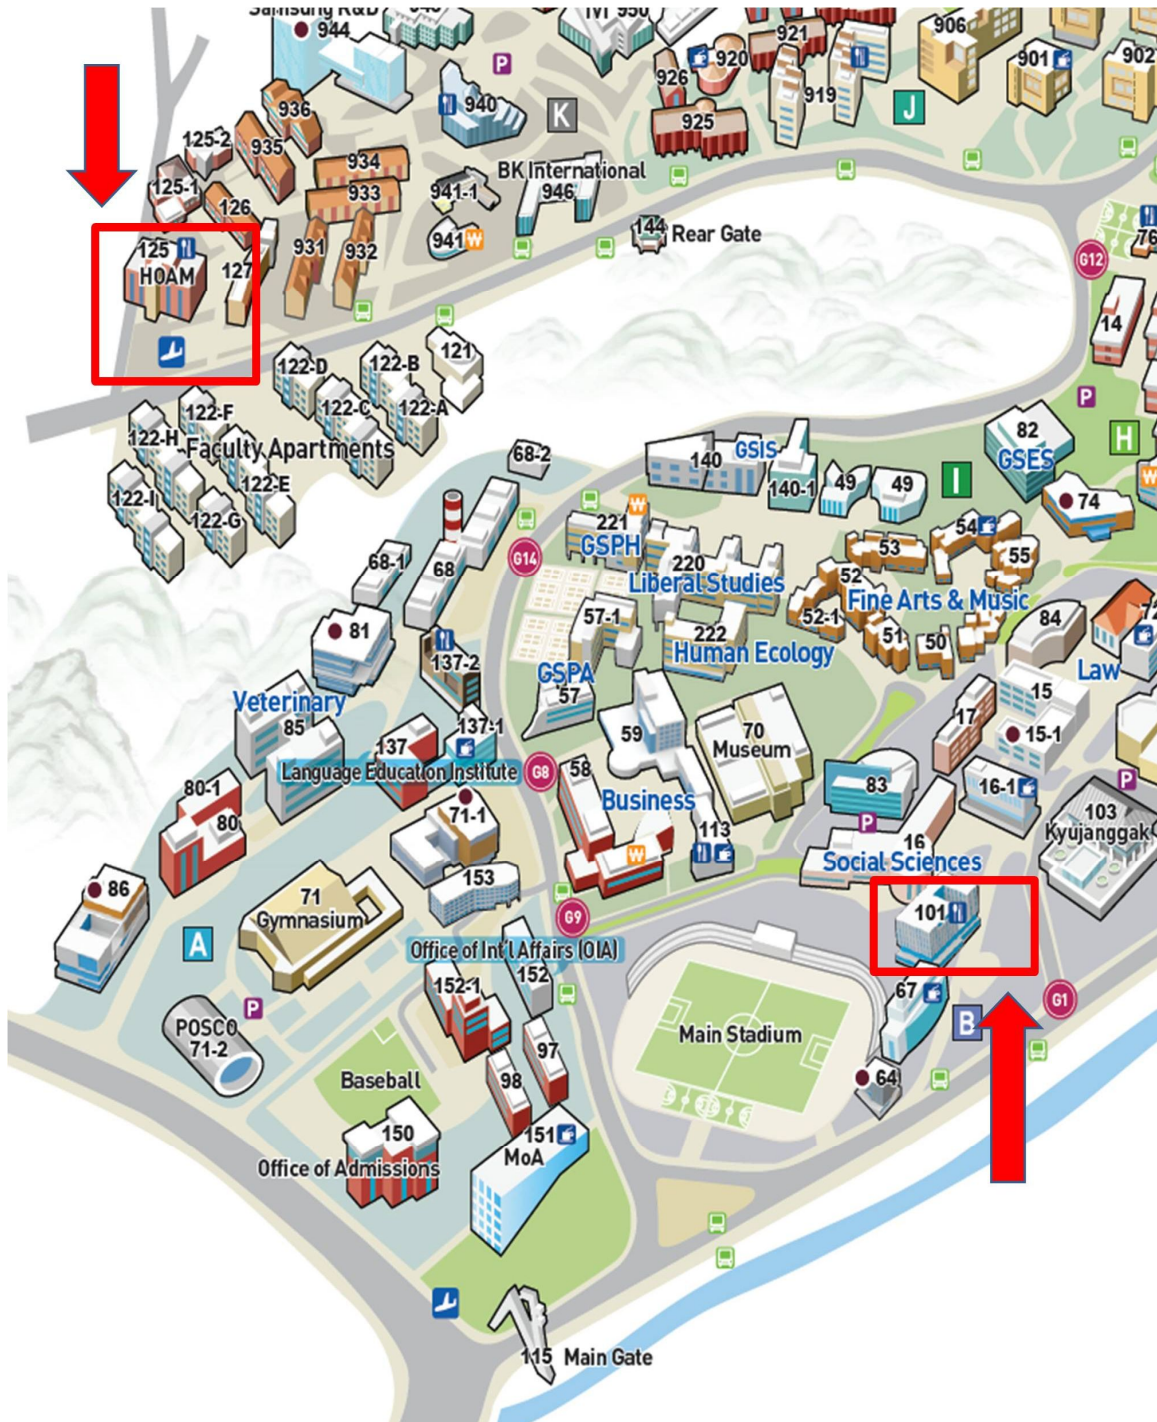 Samsung R&D
944
940
P
K
936
935
934
933
125-2
125-1
126
125
HOAM
127
931
932
941-1
941
W
BK International
946
144
Rear Gate
926
920
921
919
925
J
906
901
902
950
G12
76
14
P
H
82
GSES
74
I
122-D
122-B
121
122-C
122-A
122-F
122-H
Faculty Apartments
122-I
122-G
122-E
68-2
140
GSIS
140-1
49
49
W
221
GSPH
G14
220
Liberal Studies
53
54
55
52
52-1
Fine Arts & Music
51
50
84
72
Law
68-1
68
81
137-2
57-1
222
Human Ecology
GSPA
57
Veterinary
85
137
137-1
Language Education Institute
G8
59
70
Museum
58
Business
W
113
17
15
15-1
83
P
16-1
P
103
Kyujanggak
16
Social Sciences
80-1
80
71-1
153
86
71
Gymnasium
A
G9
Office of Int'l Affairs (OIA)
152
152-1
101
67
B
G1
P
POSCO
71-2
Main Stadium
64
97
98
Baseball
150
Office of Admissions
151
MoA
115
Main Gate
W